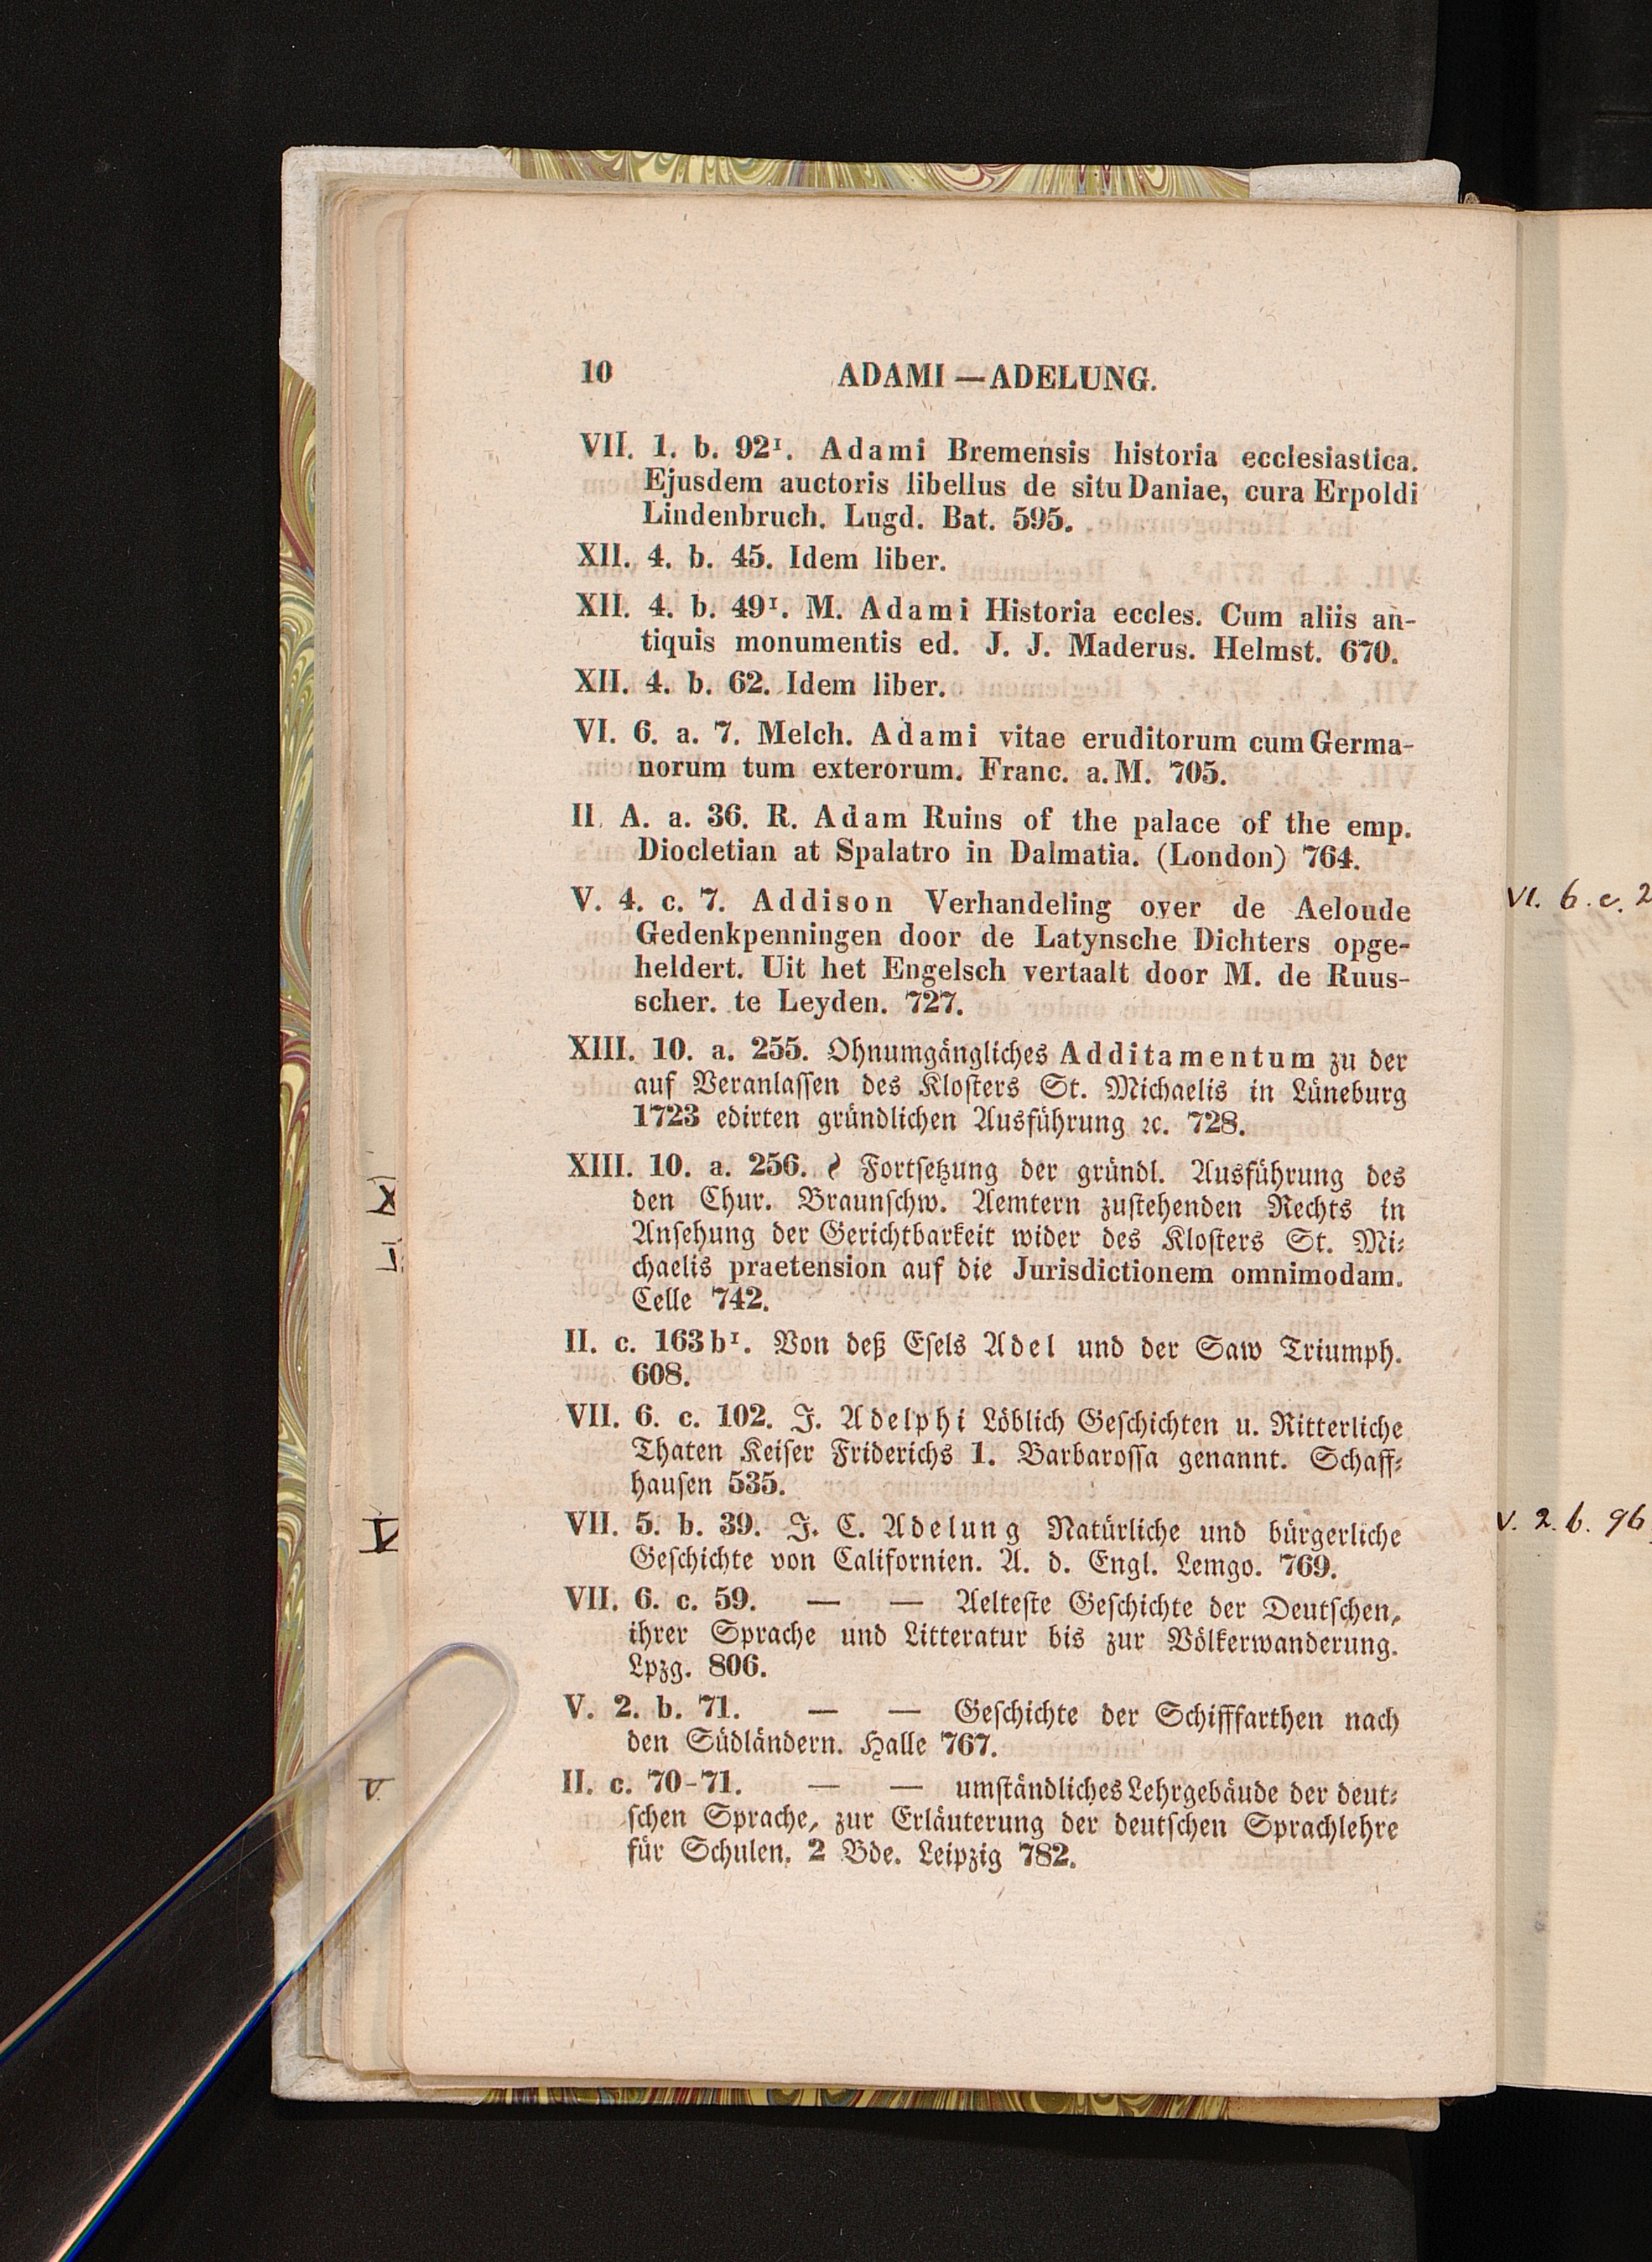 10 ADAMI — ADELUNG.
VII. 1. b. 92¹. Adami Bremensis historia ecclesiastica.
Ejusdem auctoris libellus de situ Daniae, cura Erpoldi
Lindenbruch. Lugd. Bat. 595.
XII. 4. b. 45. Idem liber.
XII. 4. b. 49¹. M. Adami Historia eccles. Cum aliis an-
tiquis monumentis ed. J. J. Maderus. Helmst. 670.
XII. 4. b. 62. Idem liber.
VI. 6. a. 7. Melch. Adami vitae eruditorum cum Germa-
norum tum exterorum. Franc. a. M. 705.
II. A. a. 36. R. Adam Ruins of the palace of the emp.
Diocletian at Spalatro in Dalmatia. (London) 764.
V. 4. c. 7. Addison Verhandeling over de Aeloude
Gedenkpenningen door de Latynsche Dichters opge-
heldert. Uit het Engelsch vertaalt door M. de Ruus-
scher. te Leyden. 727.
XIII. 10. a. 255. Ohnumgängliches Additamentum zu der
auf Veranlassen des Klosters St. Michaelis in Lüneburg
1723 edirten gründlichen Ausführung ꝛc. 728.
XIII. 10. a. 256. Fortsetzung der gründl. Ausführung des
den Chur. Braunschw. Aemtern zustehenden Rechts in
Ansehung der Gerichtbarkeit wider des Klosters St. Mi-
chaelis praetension auf die Jurisdictionem omnimodam.
Celle 742.
II. c. 163b¹. Von deß Esels Adel und der Saw Triumph.
608.
VII. 6. c. 102. J. Adelphi Löblich Geschichten u. Ritterliche
Thaten Keiser Friderichs 1. Barbarossa genannt. Schaff-
hausen 535.
VII. 5. b. 39. J. C. Adelung Natürliche und bürgerliche
Geschichte von Californien. A. d. Engl. Lemgo. 769.
VII. 6. c. 59. — — Aelteste Geschichte der Deutschen,
ihrer Sprache und Litteratur bis zur Völkerwanderung.
Lpzg. 806.
V. 2. b. 71. — — Geschichte der Schifffarthen nach
den Südländern. Halle 767.
II. c. 70-71. — — umständliches Lehrgebäude der deut-
schen Sprache, zur Erläuterung der deutschen Sprachlehre
für Schulen. 2 Bde. Leipzig 782.
X
V
V.
VI. 6. c. 2
V. 2. b. 96